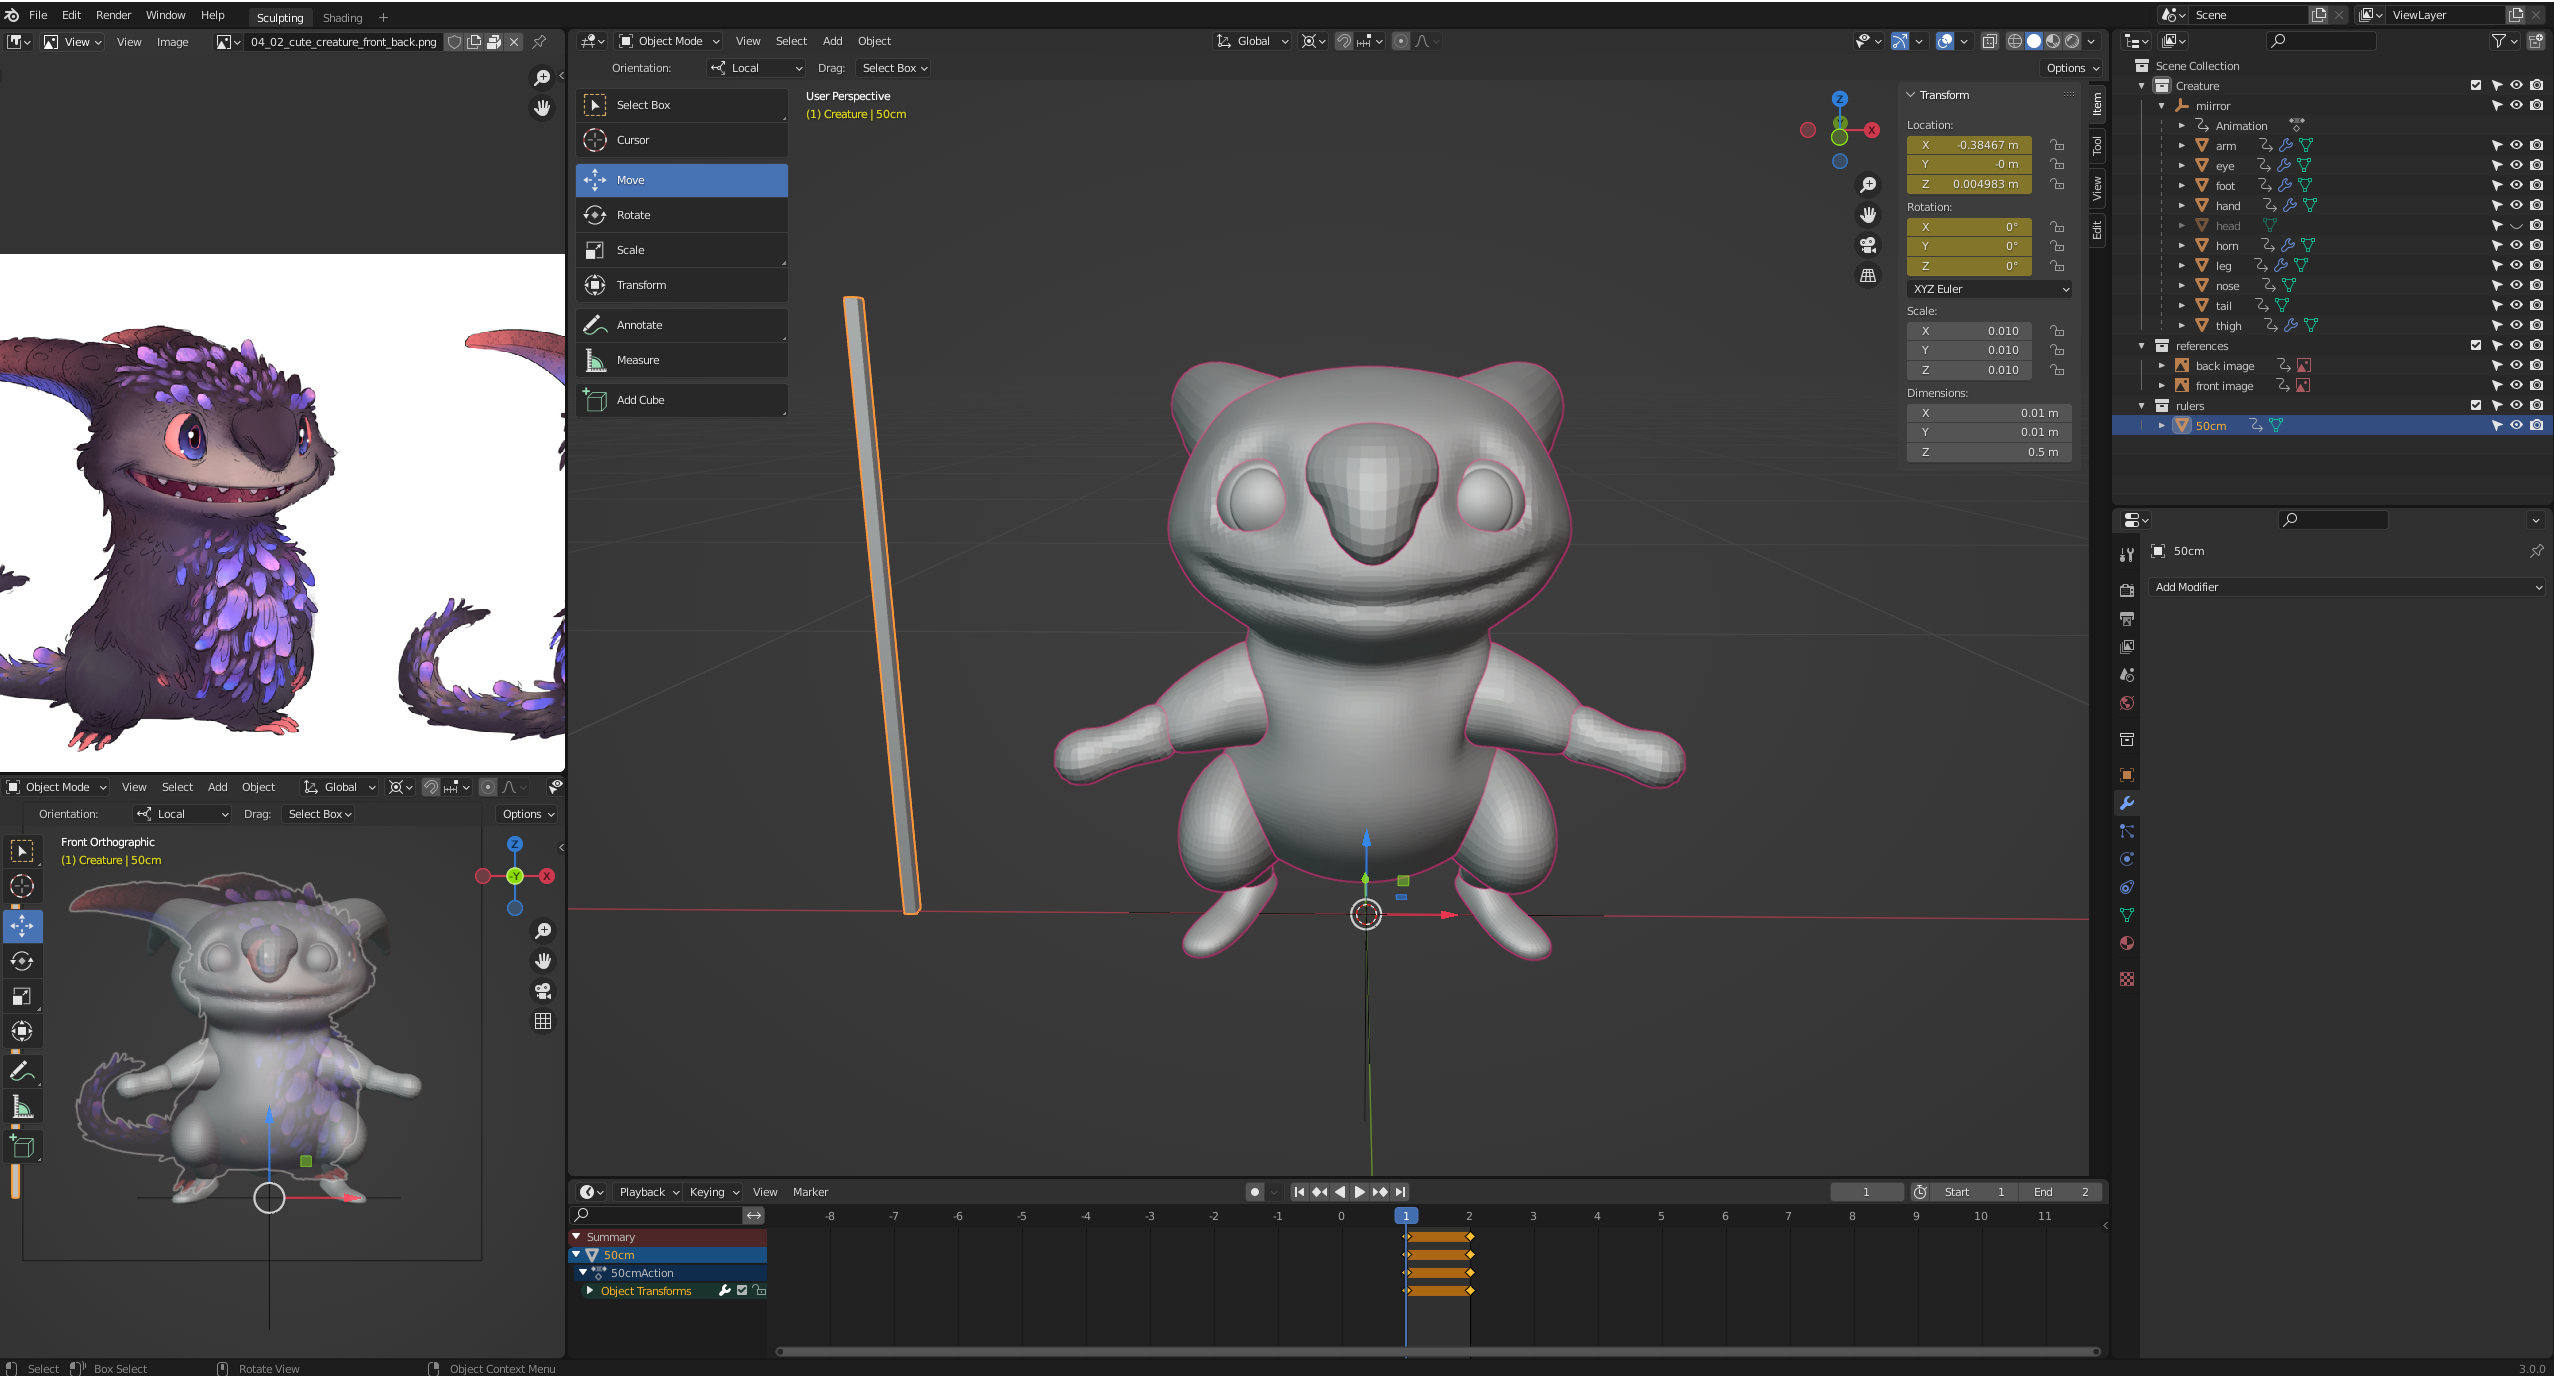 File Edit Render Window Help Sculpting Shading + Scene ViewLayer
View View Image 04_02_cute_creature_front_back.png
Object Mode View Select Add Object Global
Orientation: Local Drag: Select Box Options
Select Box
Cursor
Move
Rotate
Scale
Transform
Annotate
Measure
Add Cube
User Perspective
(1) Creature | 50cm
Z
X
Transform
Location:
X -0.38467 m
Y -0 m
Z 0.004983 m
Rotation:
X 0°
Y 0°
Z 0°
XYZ Euler
Scale:
X 0.010
Y 0.010
Z 0.010
Dimensions:
X 0.01 m
Y 0.01 m
Z 0.5 m
Item
Tool
View
Edit
Scene Collection
Creature
miirror
Animation
arm
eye
foot
hand
head
horn
leg
nose
tail
thigh
references
back image
front image
rulers
50cm
50cm
Add Modifier
Object Mode View Select Add Object Global
Orientation: Local Drag: Select Box Options
Front Orthographic
(1) Creature | 50cm
Z
-Y X
Playback Keying View Marker 1 Start 1 End 2
-8 -7 -6 -5 -4 -3 -2 -1 0 1 2 3 4 5 6 7 8 9 10 11
Summary
50cm
50cmAction
Object Transforms
Select Box Select Rotate View Object Context Menu 3.0.0